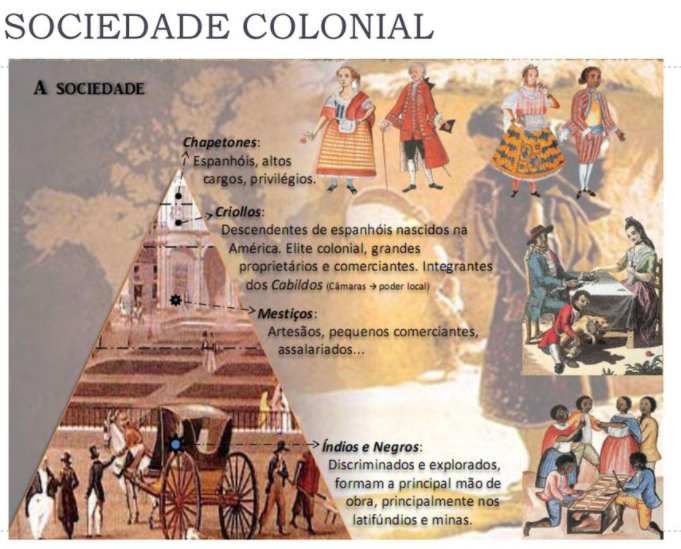 SOCIEDADE COLONIAL
A SOCIEDADE
Chapetones:
Espanhóis, altos
cargos, privilégios.
Criollos:
Descendentes de espanhóis nascidos na
América. Elite colonial, grandes
proprietários e comerciantes. Integrantes
dos Cabildos (Câmaras → poder local)
Mestiços:
Artesãos, pequenos comerciantes,
assalariados...
Índios e Negros:
Discriminados e explorados,
formam a principal mão de
obra, principalmente nos
latifúndios e minas.